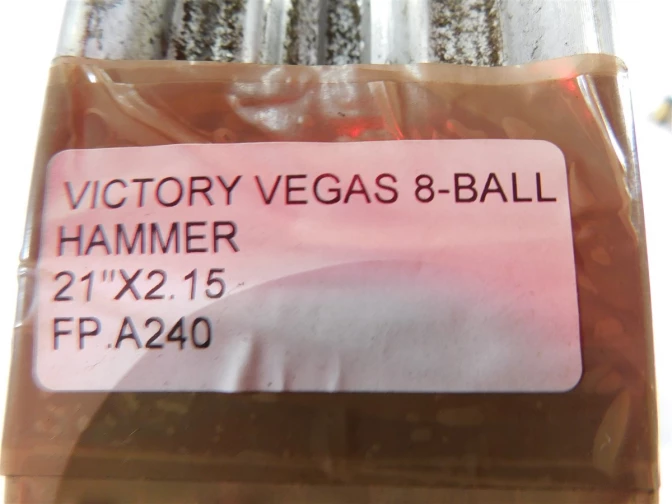 VICTORY VEGAS 8-BALL
HAMMER
21"X2.15
FP.A240